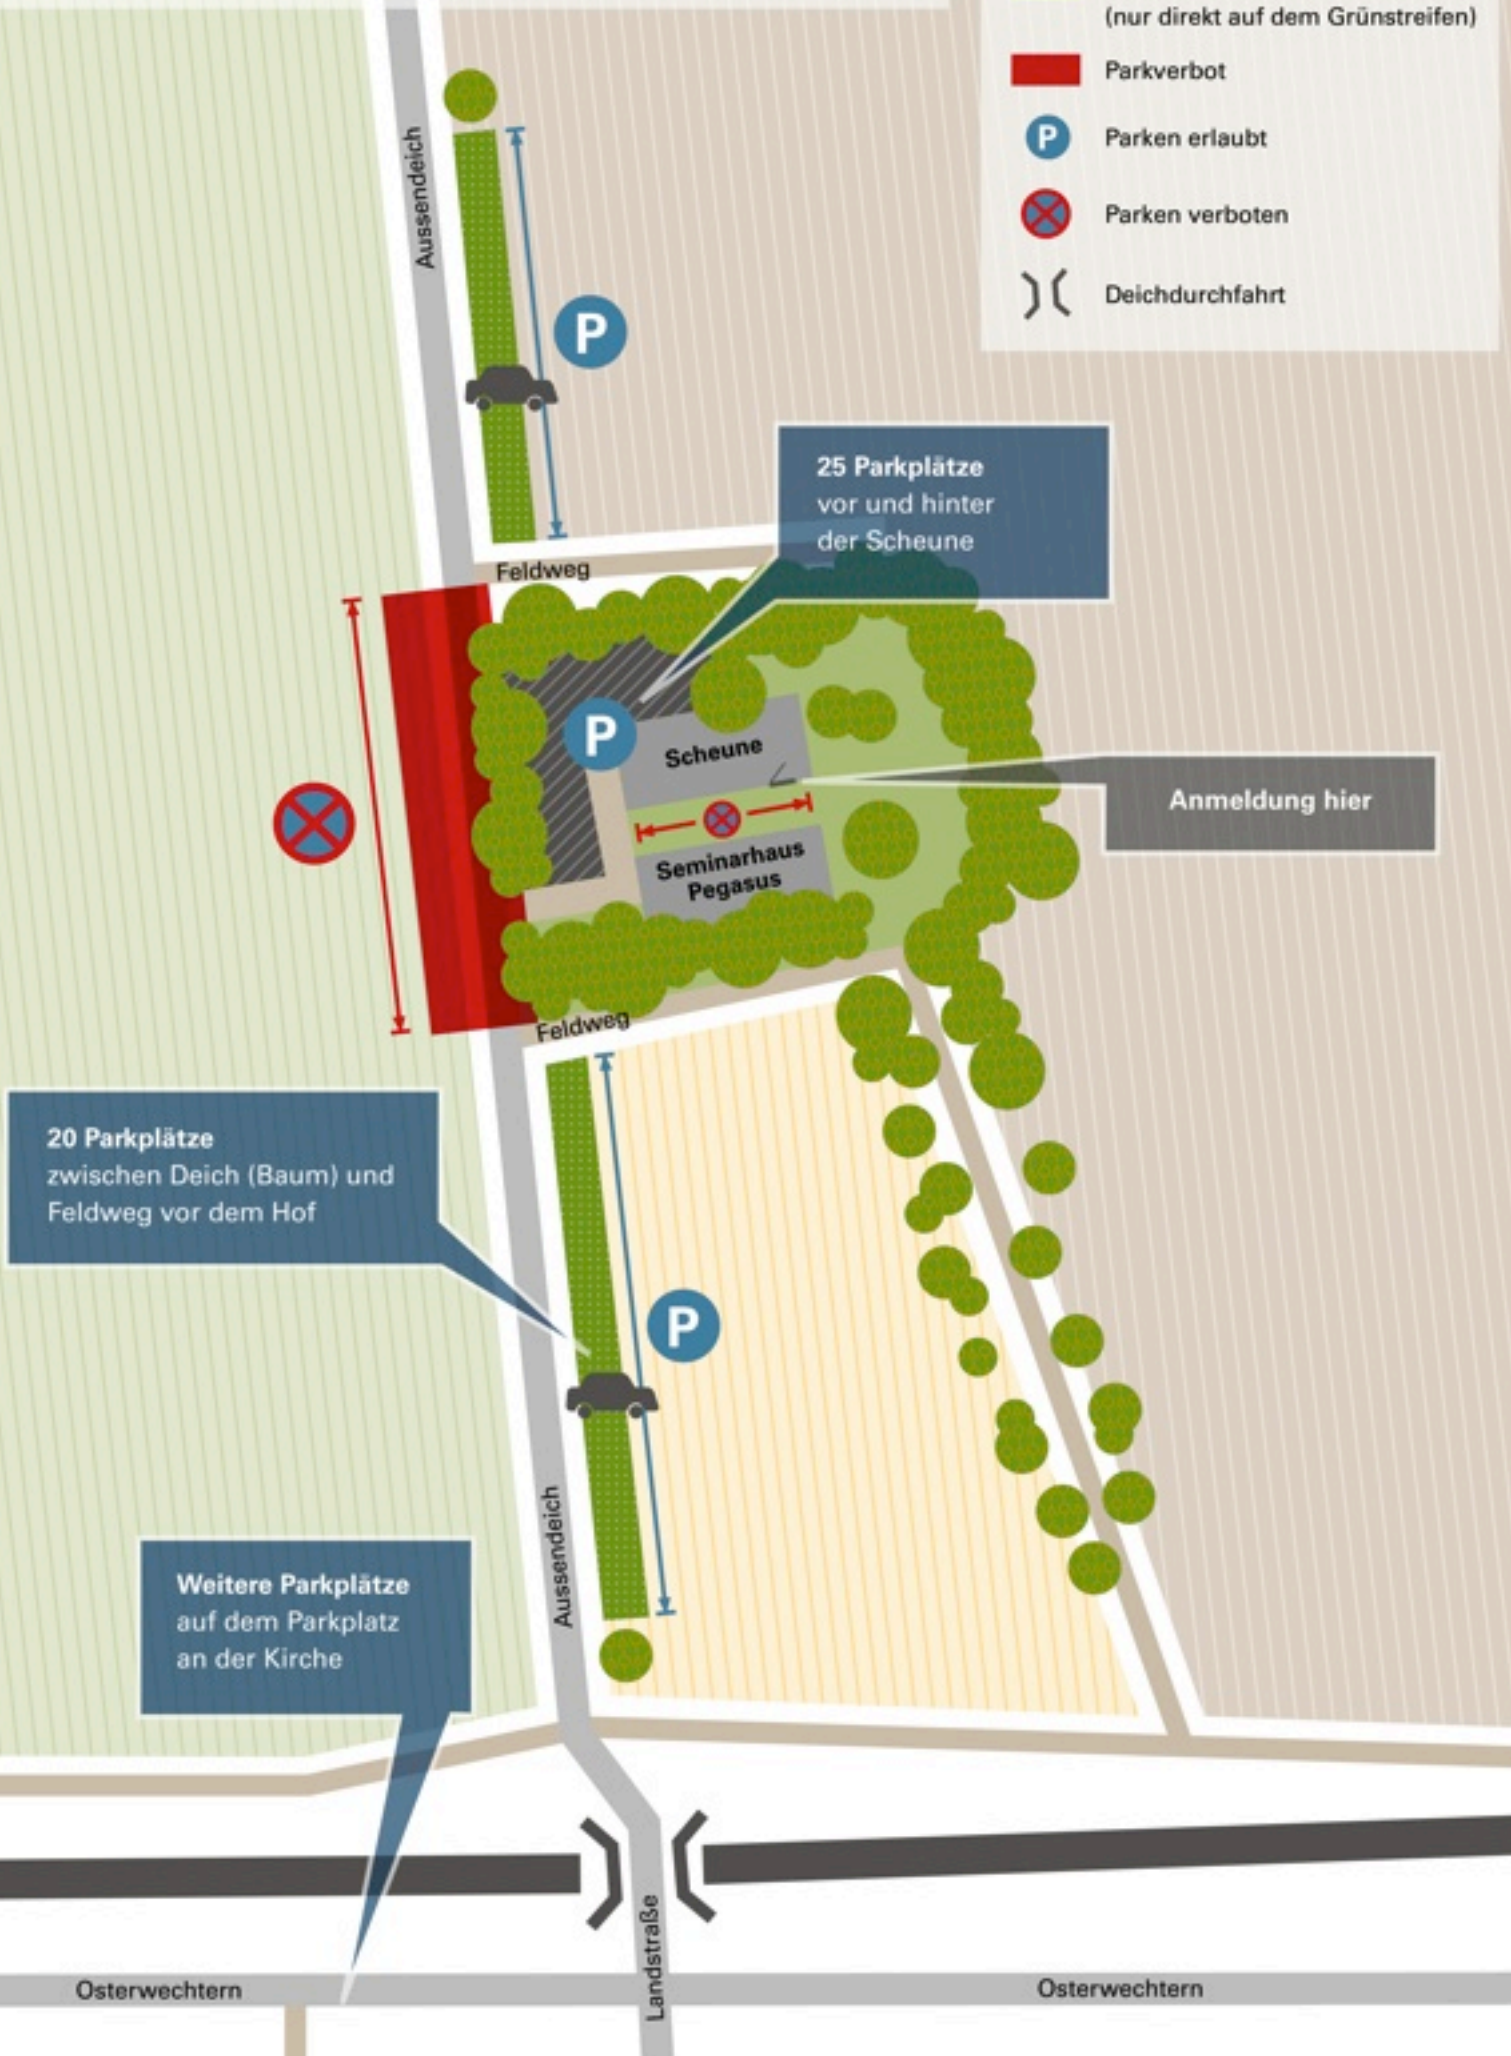 (nur direkt auf dem Grünstreifen)
Parkverbot
P
Parken erlaubt
Parken verboten
Deichdurchfahrt
Aussendeich
P
25 Parkplätze
vor und hinter
der Scheune
Feldweg
P
Scheune
Anmeldung hier
Seminarhaus
Pegasus
Feldweg
20 Parkplätze
zwischen Deich (Baum) und
Feldweg vor dem Hof
P
Aussendeich
Weitere Parkplätze
auf dem Parkplatz
an der Kirche
Landstraße
Osterwechtern
Osterwechtern